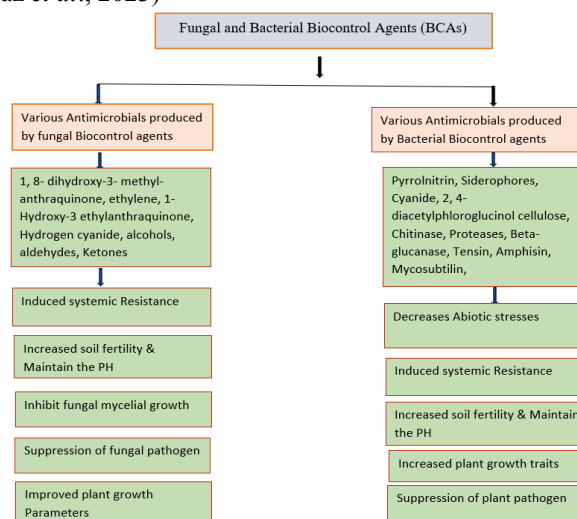 et al., 2023)
Fungal and Bacterial Biocontrol Agents (BCAs)
Various Antimicrobials produced
by fungal Biocontrol agents
1, 8- dihydroxy-3- methyl-
anthraquinone, ethylene, 1-
Hydroxy-3 ethylanthraquinone,
Hydrogen cyanide, alcohols,
aldehydes, Ketones
Induced systemic Resistance
Increased soil fertility &
Maintain the PH
Inhibit fungal mycelial growth
Suppression of fungal pathogen
Improved plant growth
Parameters
Various Antimicrobials produced
by Bacterial Biocontrol agents
Pyrrolnitrin, Siderophores,
Cyanide, 2, 4-
diacetylphloroglucinol cellulose,
Chitinase, Proteases, Beta-
glucanase, Tensin, Amphisin,
Mycosubtilin,
Decreases Abiotic stresses
Induced systemic Resistance
Increased soil fertility & Maintain
the PH
Increased plant growth traits
Suppression of plant pathogen